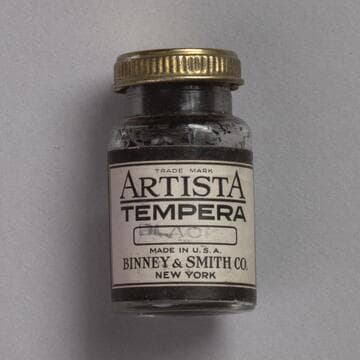 TRADE MARK
ARTISTA
TEMPERA
BLACK
MADE IN U.S.A.
BINNEY & SMITH CO.
NEW YORK